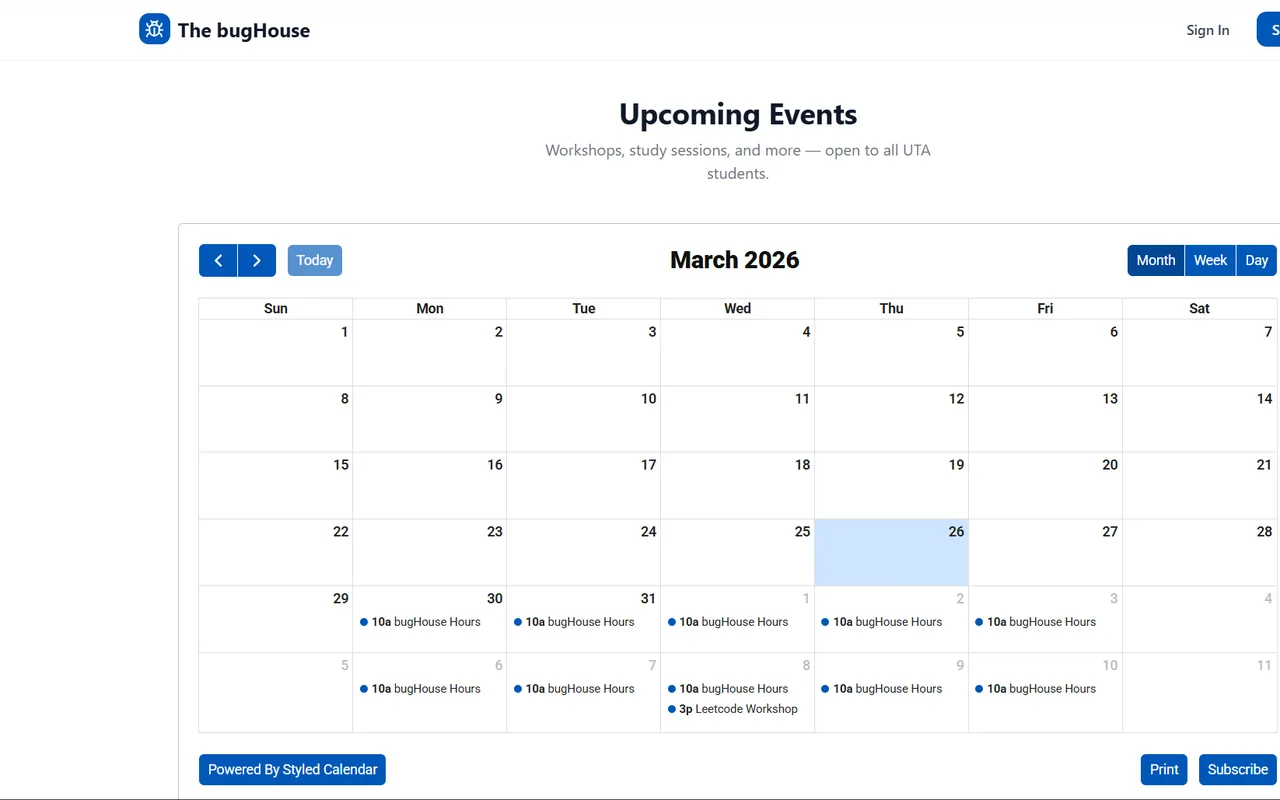 The bugHouse
Sign In
S
Upcoming Events
Workshops, study sessions, and more — open to all UTA
students.
Today
March 2026
Month Week Day
Sun Mon Tue Wed Thu Fri Sat
1 2 3 4 5 6 7
8 9 10 11 12 13 14
15 16 17 18 19 20 21
22 23 24 25 26 27 28
29 30 31 1 2 3 4
10a bugHouse Hours 10a bugHouse Hours 10a bugHouse Hours 10a bugHouse Hours 10a bugHouse Hours
5 6 7 8 9 10 11
10a bugHouse Hours 10a bugHouse Hours 10a bugHouse Hours 10a bugHouse Hours 10a bugHouse Hours
3p Leetcode Workshop
Powered By Styled Calendar
Print Subscribe